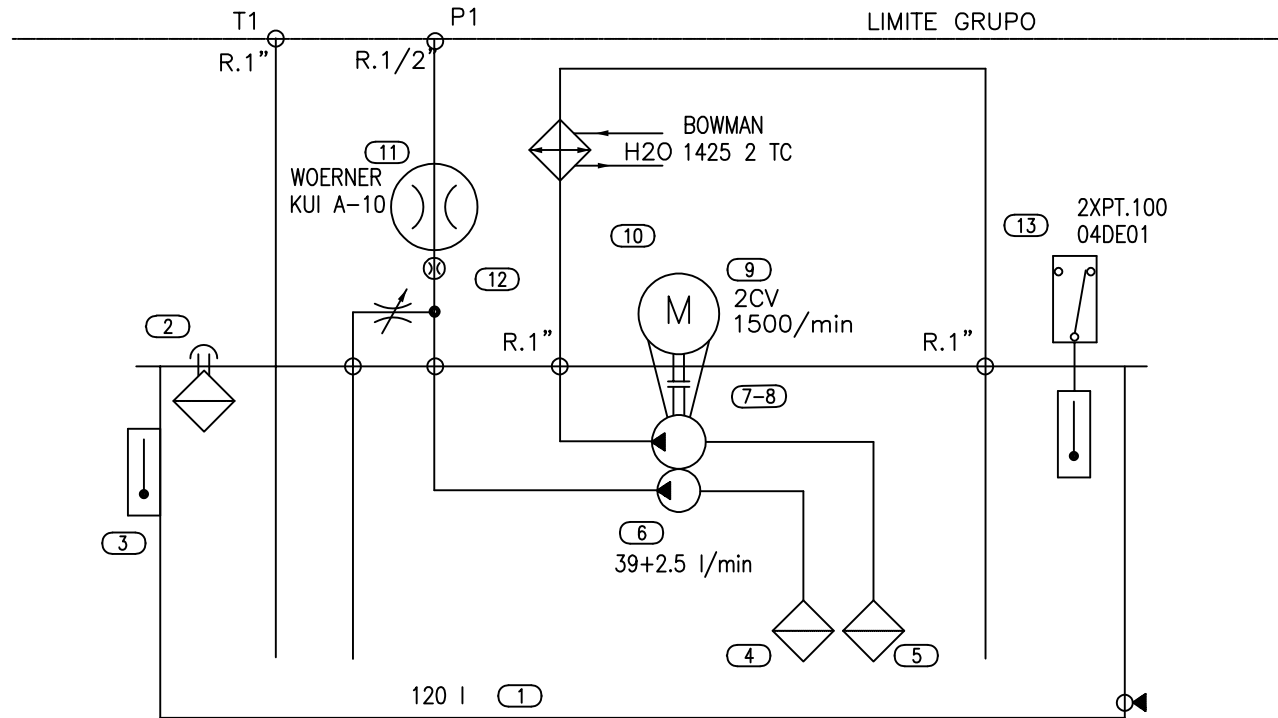 T1
P1
LIMITE GRUPO
R.1"
R.1/2"
11
WOERNER
KUI A-10
BOWMAN
H2O 1425 2 TC
10
13
2XPT.100
04DE01
12
9
2CV
1500/min
M
2
R.1"
R.1"
7-8
3
6
39+2.5 l/min
4
5
120 l
1